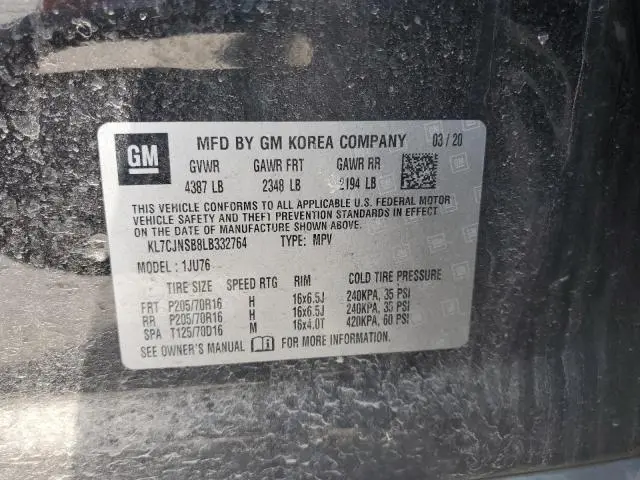 GM
MFD BY GM KOREA COMPANY 03/20
GVWR GAWR FRT GAWR RR
4387 LB 2348 LB 2194 LB
THIS VEHICLE CONFORMS TO ALL APPLICABLE U.S. FEDERAL MOTOR
VEHICLE SAFETY AND THEFT PREVENTION STANDARDS IN EFFECT
ON THE DATE OF MANUFACTURE SHOWN ABOVE.
KL7CJNSB8LB332764 TYPE: MPV
MODEL: 1JU76
TIRE SIZE SPEED RTG RIM COLD TIRE PRESSURE
FRT P205/70R16 H 16x6.5J 240KPA, 35 PSI
RR P205/70R16 H 16x6.5J 240KPA, 35 PSI
SPA T125/70D16 M 16x4.0T 420KPA, 60 PSI
SEE OWNER'S MANUAL FOR MORE INFORMATION.